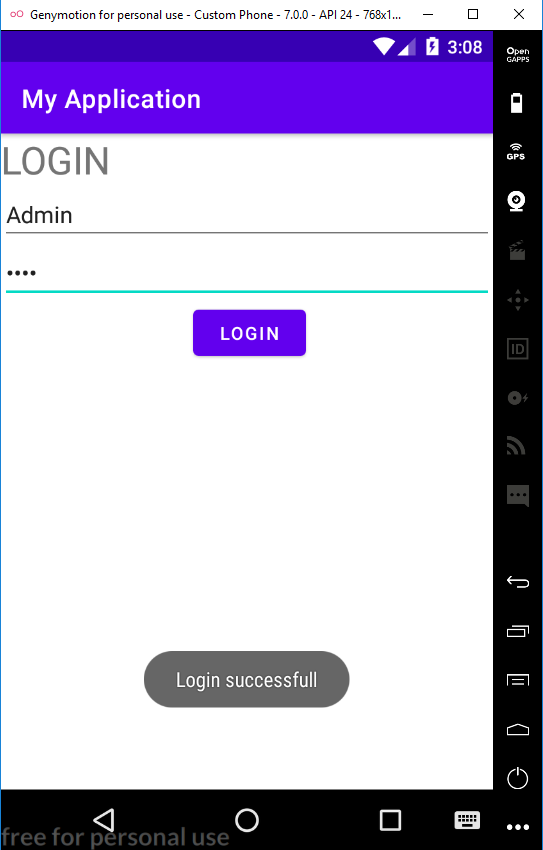 Genymotion for personal use - Custom Phone - 7.0.0 - API 24 - 768x1...
3:08
Open
GAPPS
My Application
GPS
LOGIN
Admin
••••
LOGIN
ID
Login successfull
free for personal use